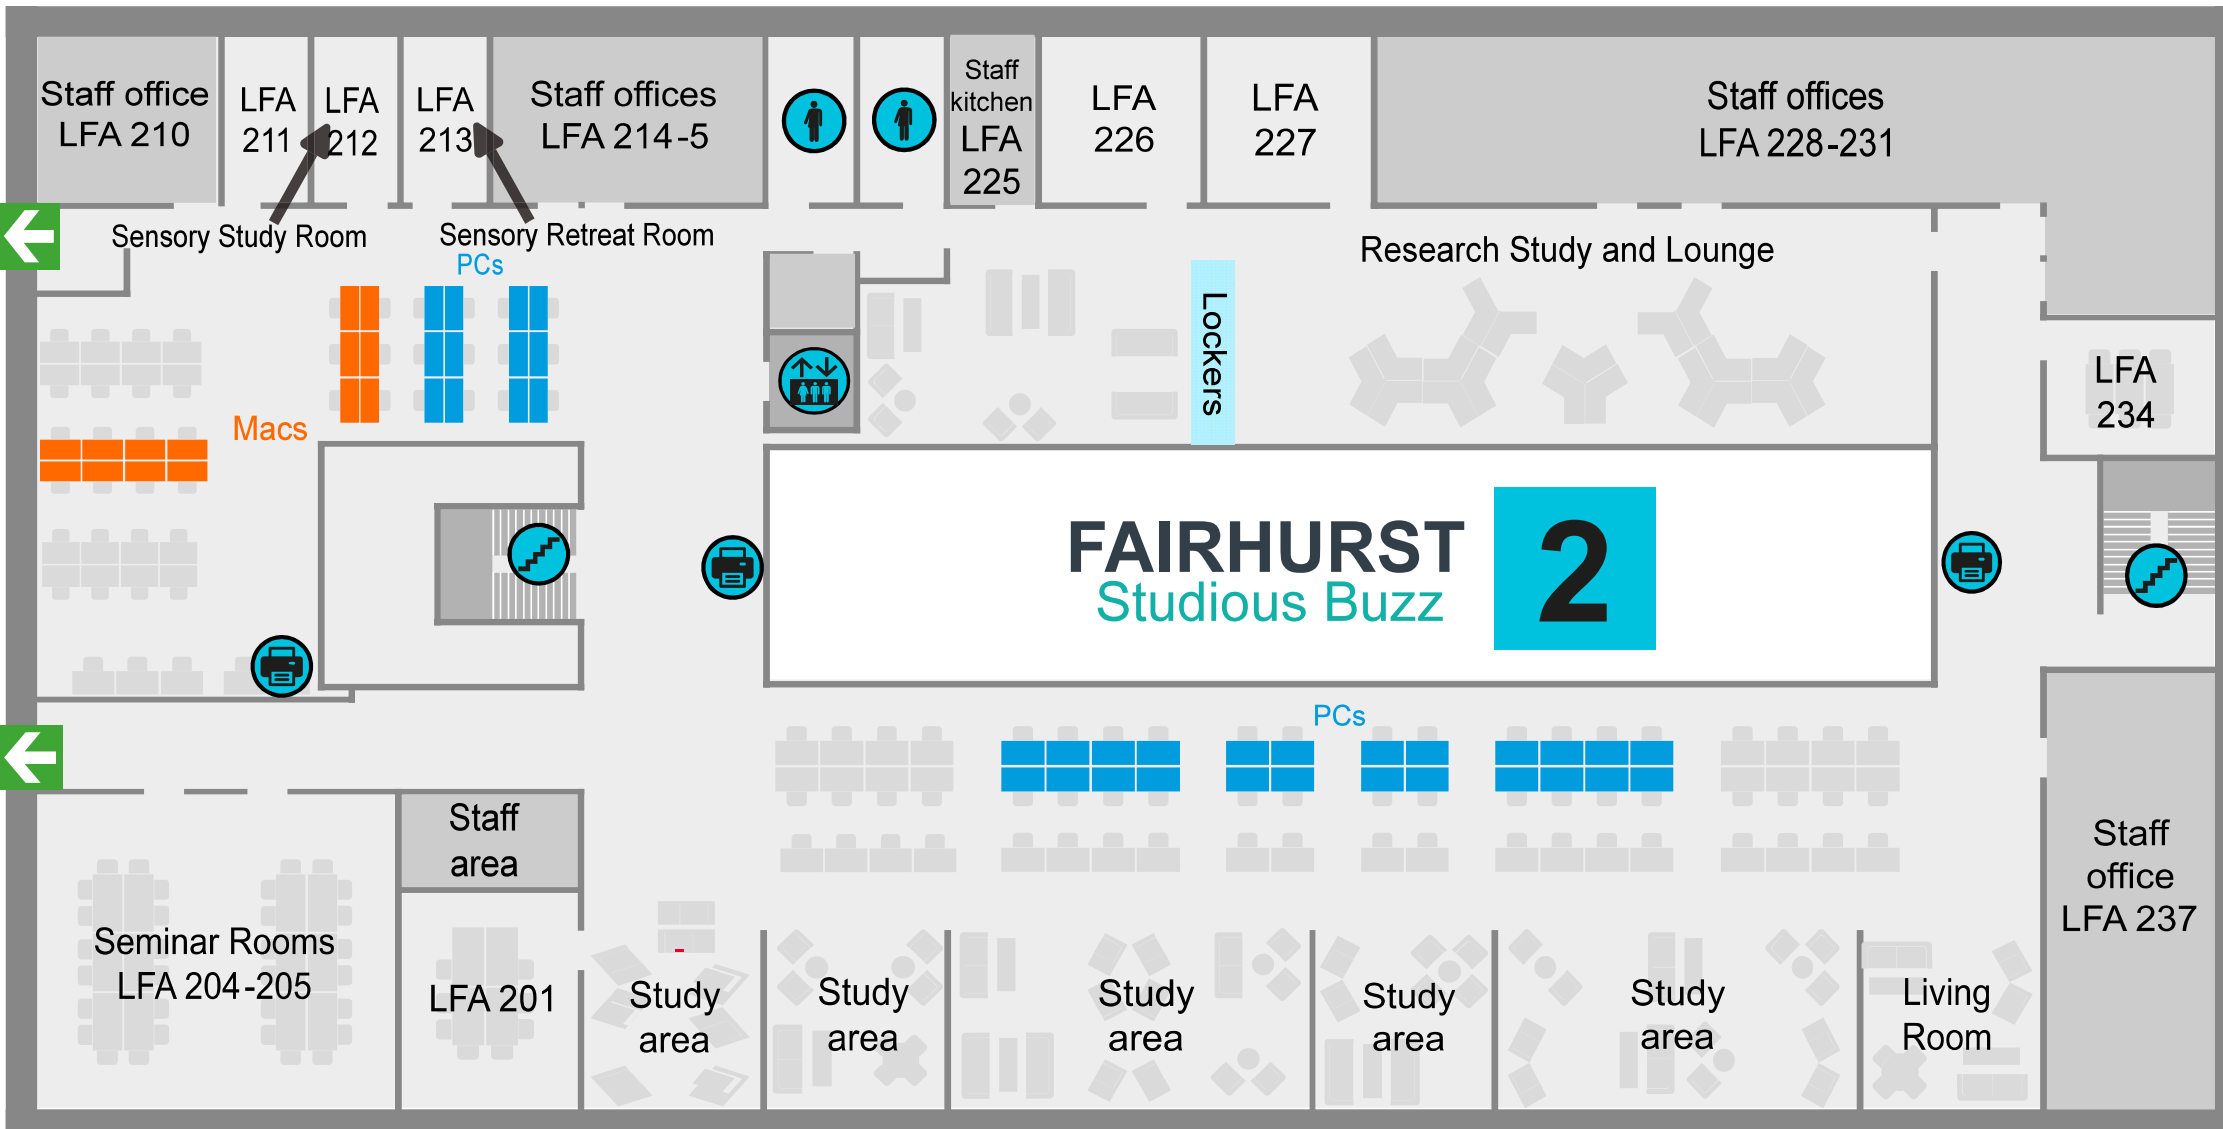 Staff office
LFA 210
LFA
211
LFA
212
LFA
213
Staff offices
LFA 214-5
Staff
kitchen
LFA
225
LFA
226
LFA
227
Staff offices
LFA 228-231
Sensory Study Room
Sensory Retreat Room
PCs
Research Study and Lounge
Lockers
LFA
234
Macs
FAIRHURST
Studious Buzz
2
PCs
Staff
area
Staff
office
LFA 237
Seminar Rooms
LFA 204-205
LFA 201
Study
area
Study
area
Study
area
Study
area
Study
area
Living
Room